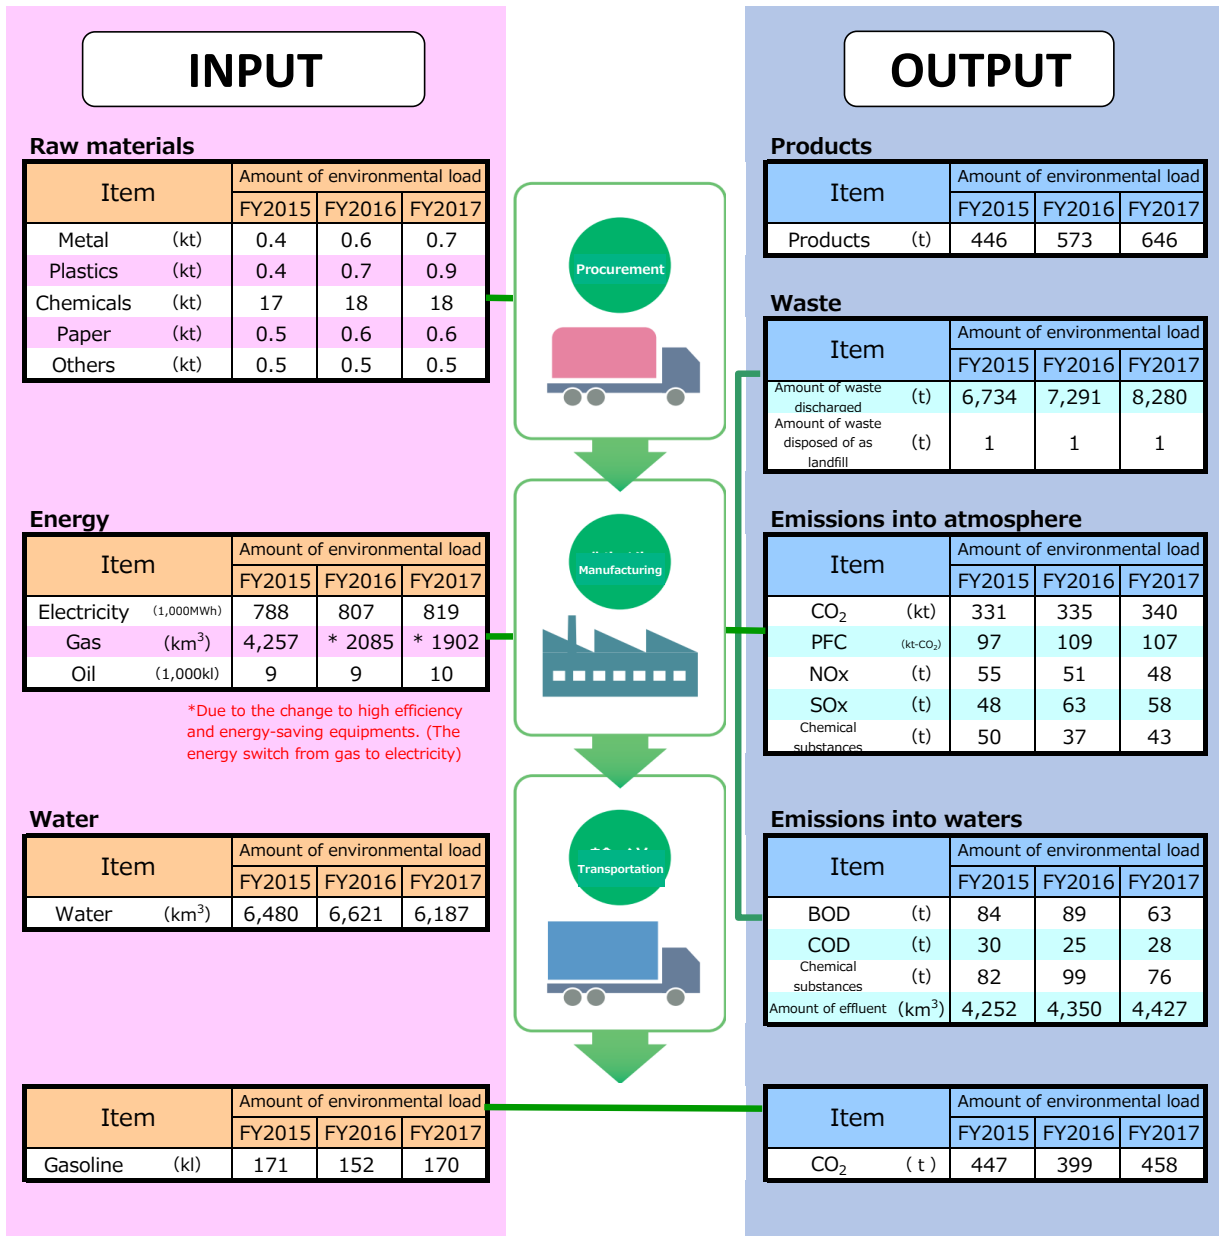 INPUT
Raw materials
Item Amount of environmental load
FY2015 FY2016 FY2017
Metal (kt) 0.4 0.6 0.7
Plastics (kt) 0.4 0.7 0.9
Chemicals (kt) 17 18 18
Paper (kt) 0.5 0.6 0.6
Others (kt) 0.5 0.5 0.5
Energy
Item Amount of environmental load
FY2015 FY2016 FY2017
Electricity (1,000MWh) 788 807 819
Gas (km³) 4,257 * 2085 * 1902
Oil (1,000kl) 9 9 10
*Due to the change to high efficiency
and energy-saving equipments. (The
energy switch from gas to electricity)
Water
Item Amount of environmental load
FY2015 FY2016 FY2017
Water (km³) 6,480 6,621 6,187
Item Amount of environmental load
FY2015 FY2016 FY2017
Gasoline (kl) 171 152 170
Procurement
Manufacturing
Transportation
OUTPUT
Products
Item Amount of environmental load
FY2015 FY2016 FY2017
Products (t) 446 573 646
Waste
Item Amount of environmental load
FY2015 FY2016 FY2017
Amount of waste
discharged (t) 6,734 7,291 8,280
Amount of waste
disposed of as (t) 1 1 1
landfill
Emissions into atmosphere
Item Amount of environmental load
FY2015 FY2016 FY2017
CO₂ (kt) 331 335 340
PFC (kt-CO₂) 97 109 107
NOx (t) 55 51 48
SOx (t) 48 63 58
Chemical
substances (t) 50 37 43
Emissions into waters
Item Amount of environmental load
FY2015 FY2016 FY2017
BOD (t) 84 89 63
COD (t) 30 25 28
Chemical
substances (t) 82 99 76
Amount of effluent (km³) 4,252 4,350 4,427
Item Amount of environmental load
FY2015 FY2016 FY2017
CO₂ ( t ) 447 399 458